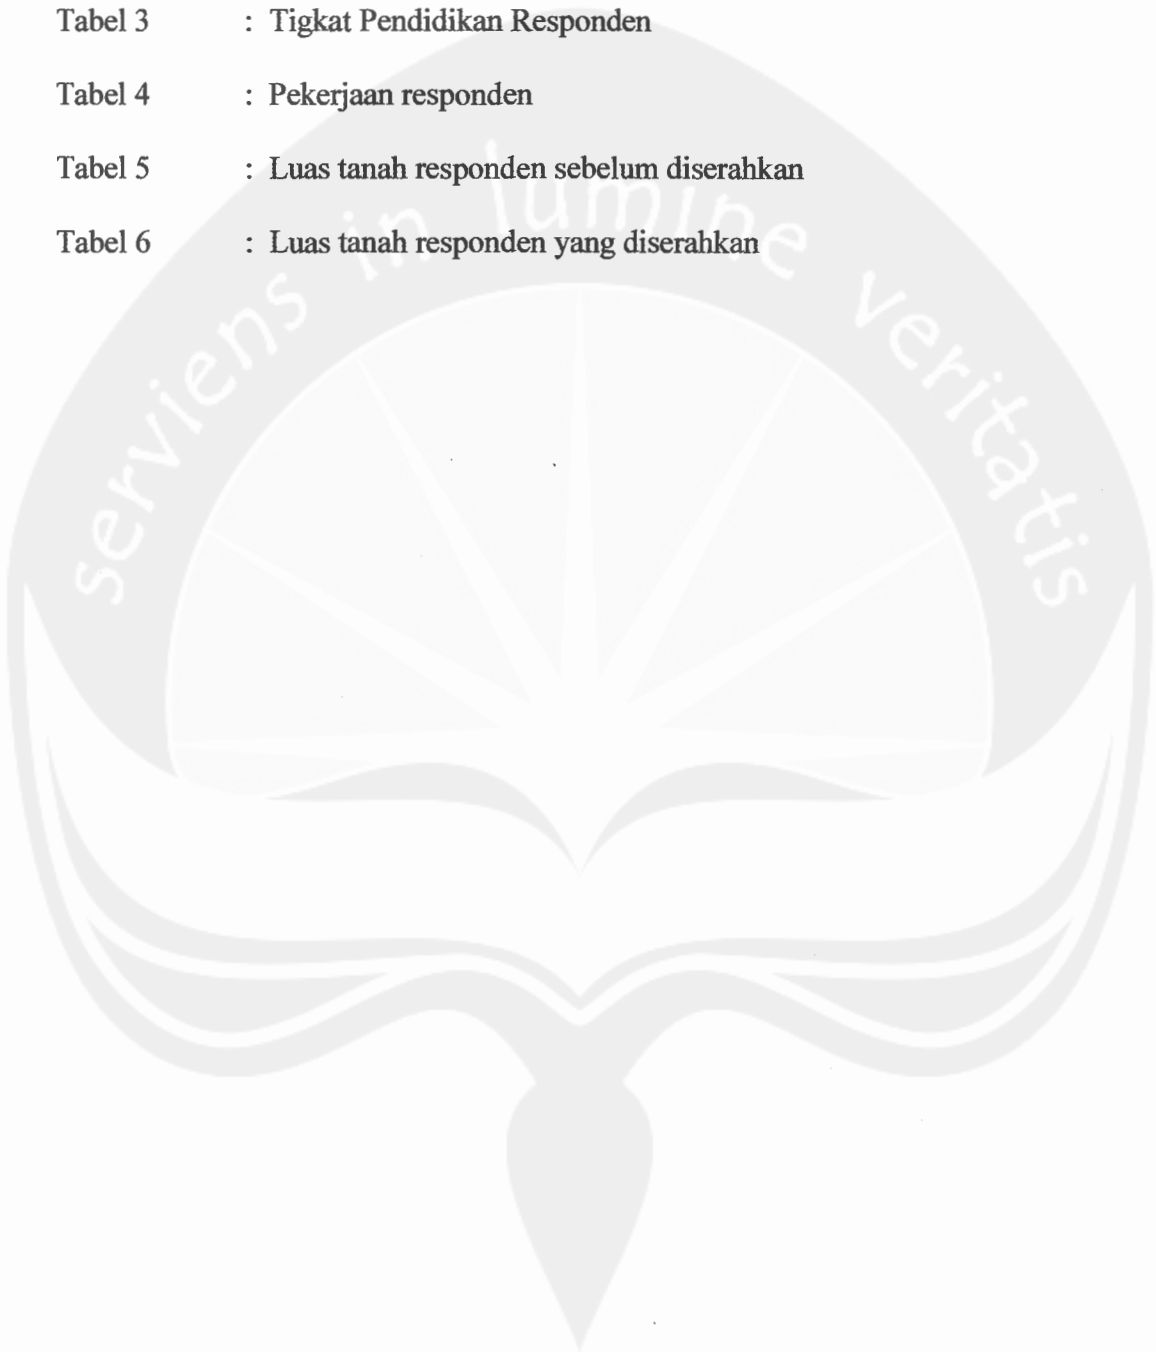 Tabel 3 : Tigkat Pendidikan Responden
Tabel 4 : Pekerjaan responden
Tabel 5 : Luas tanah responden sebelum diserahkan
Tabel 6 : Luas tanah responden yang diserahkan
serviens in lumine veritatis